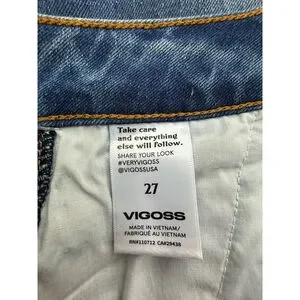 Take care
and everything
else will follow.
SHARE YOUR LOOK
#VERYVIGOSS
@VIGOSSUSA
27
VIGOSS
MADE IN VIETNAM/
FABRIQUÉ AU VIETNAM
RN#110712 CA#29438